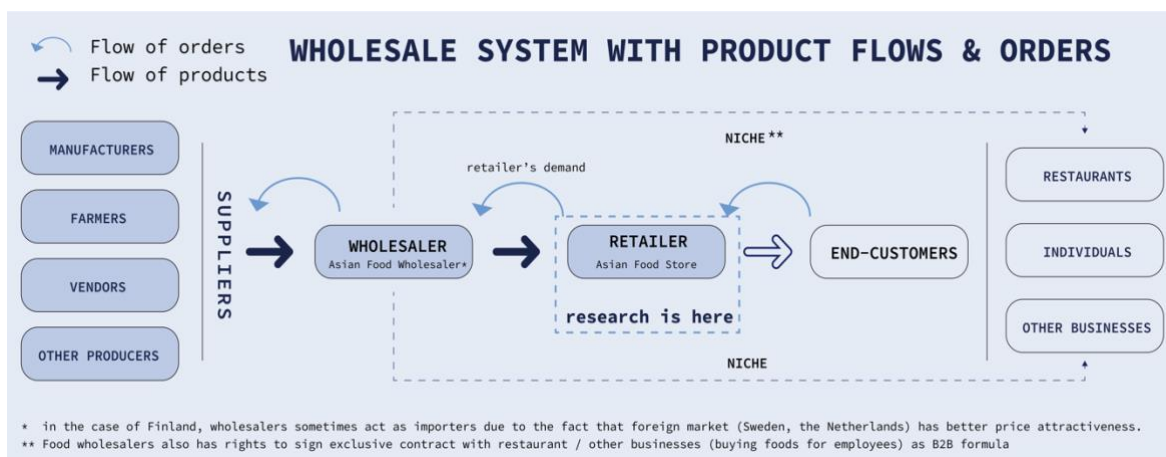 Flow of orders
Flow of products
WHOLESALE SYSTEM WITH PRODUCT FLOWS & ORDERS
MANUFACTURERS
FARMERS
VENDORS
OTHER PRODUCERS
SUPPLIERS
WHOLESALER
Asian Food Wholesaler*
retailer's demand
RETAILER
Asian Food Store
research is here
NICHE**
END-CUSTOMERS
NICHE
RESTAURANTS
INDIVIDUALS
OTHER BUSINESSES
* in the case of Finland, wholesalers sometimes act as importers due to the fact that foreign market (Sweden, the Netherlands) has better price attractiveness.
** Food wholesalers also has rights to sign exclusive contract with restaurant / other businesses (buying foods for employees) as B2B formula